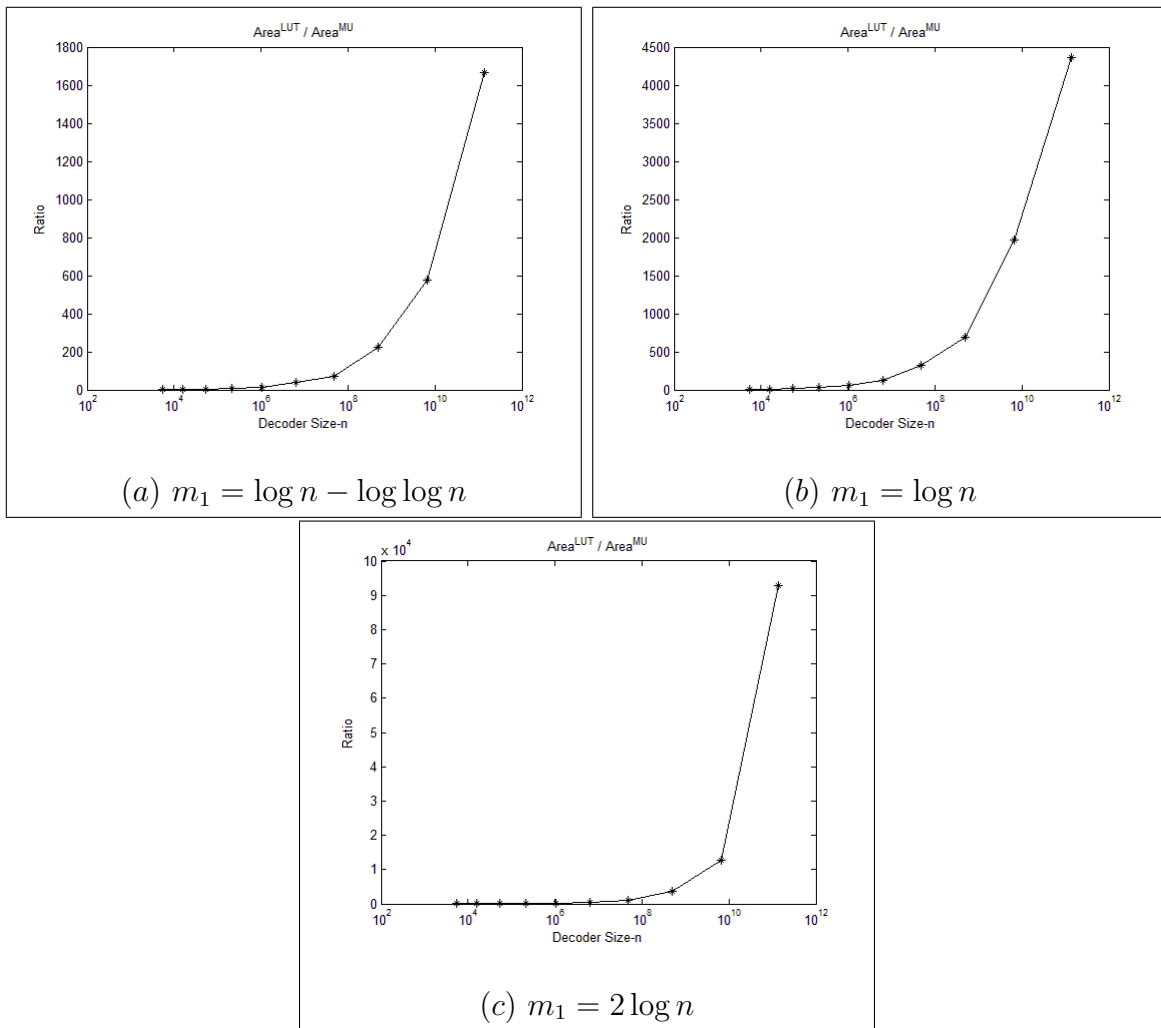 Area^LUT / Area^MU
1800
1600
1400
1200
1000
800
600
400
200
0
Ratio
10^2 10^4 10^6 10^8 10^10 10^12
Decoder Size-n
(a) m₁ = log n − log log n
Area^LUT / Area^MU
4500
4000
3500
3000
2500
2000
1500
1000
500
0
Ratio
10^2 10^4 10^6 10^8 10^10 10^12
Decoder Size-n
(b) m₁ = log n
Area^LUT / Area^MU
x 10^4
10
9
8
7
6
5
4
3
2
1
0
Ratio
10^2 10^4 10^6 10^8 10^10 10^12
Decoder Size-n
(c) m₁ = 2 log n